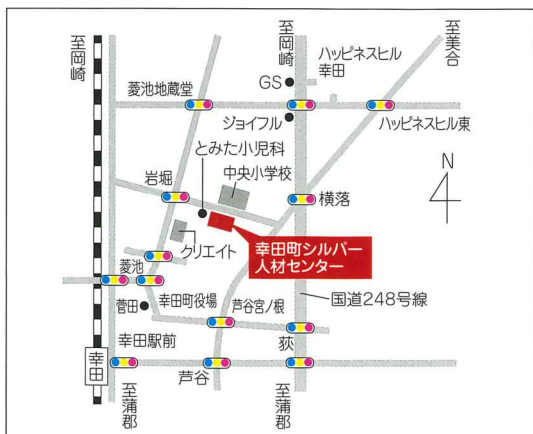 至岡崎
至岡崎
至美合
ハッピネスヒル
幸田
GS
菱池地蔵堂
ジョイフル
ハッピネスヒル東
とみた小児科
中央小学校
岩堀
横落
N
クリエイト
幸田町シルバー
人材センター
菱池
菅田
幸田町役場
芦谷宮ノ根
国道248号線
荻
幸田駅前
幸田
芦谷
至蒲郡
至蒲郡